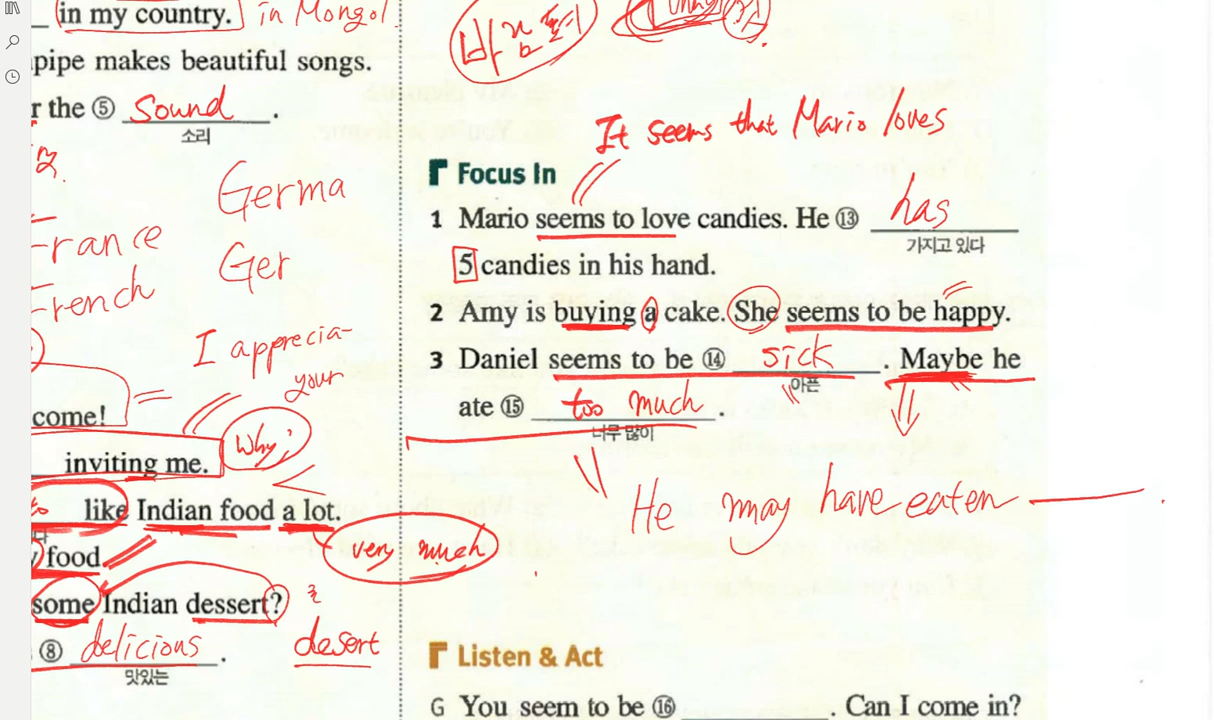 in my country. in Mongol.
pipe makes beautiful songs.
r the ⑤ Sound.
소리
France
French
Germa
Ger
I apprecia-
your
come!
inviting me. Why;
like Indian food a lot.
very much
food
some Indian dessert?
⑧ delicious.
맛있는
desert
It seems that Mario loves
Focus In
1 Mario seems to love candies. He ⑬ has
가지고 있다
5 candies in his hand.
2 Amy is buying a cake. She seems to be happy.
3 Daniel seems to be ⑭ sick. Maybe he
아픈
ate ⑮ too much.
너무 많이
He may have eaten
Listen & Act
G You seem to be ⑯ . Can I come in?